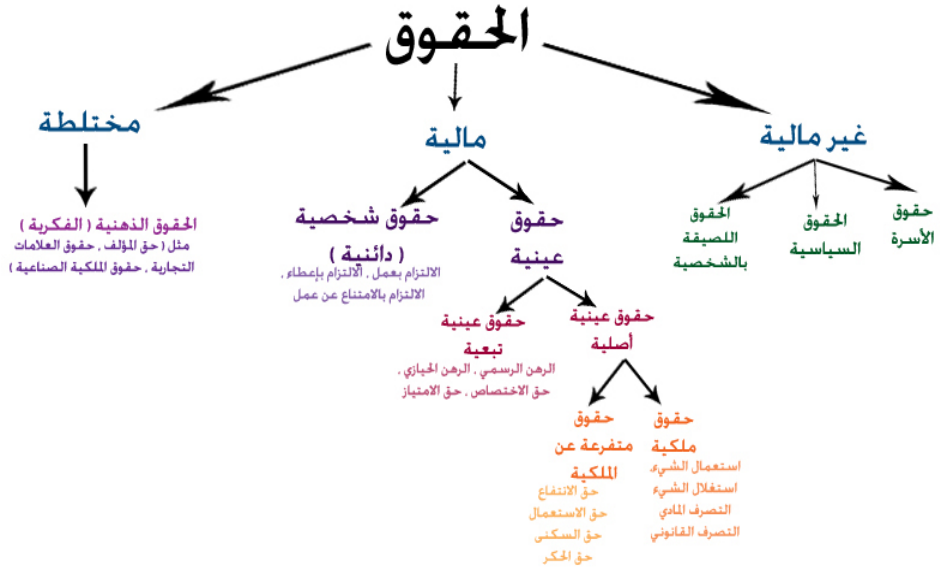 الحقوق
غير مالية
حقوق
الأسرة
الحقوق
السياسية
الحقوق
اللصيقة
بالشخصية
مالية
حقوق
عينية
حقوق عينية
أصلية
حقوق
ملكية
استعمال الشيء،
استغلال الشيء
التصرف المادي
التصرف القانوني
حقوق
متفرعة عن
الملكية
حق الانتفاع
حق الاستعمال
حق السكنى
حق الحكر
حقوق عينية
تبعية
الرهن الرسمي ، الرهن الحيازي ،
حق الاختصاص ، حق الامتياز
حقوق شخصية
( دائنية )
الالتزام بعمل ، الالتزام بإعطاء ،
الالتزام بالامتناع عن عمل
مختلطة
الحقوق الذهنية ( الفكرية )
مثل ( حق المؤلف ، حقوق العلامات
التجارية ، حقوق الملكية الصناعية )